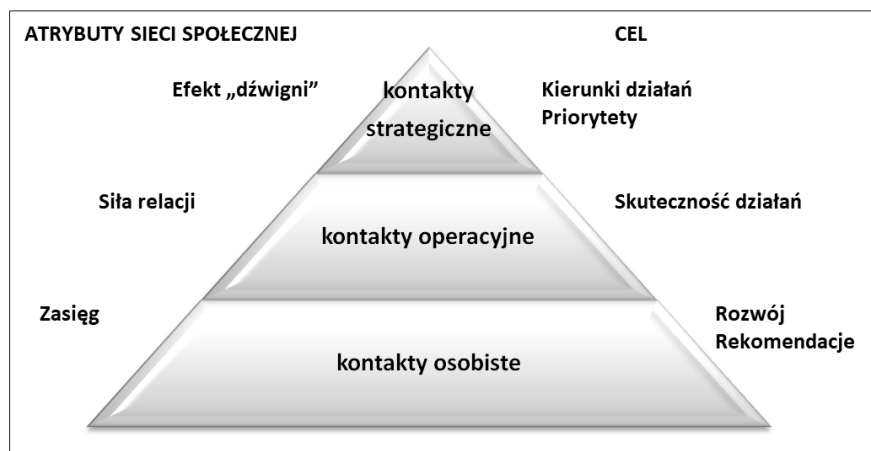 ATRYBUTY SIECI SPOŁECZNEJ
CEL
Efekt „dźwigni”
kontakty
strategiczne
Kierunki działań
Priorytety
Siła relacji
kontakty operacyjne
Skuteczność działań
Zasięg
kontakty osobiste
Rozwój
Rekomendacje